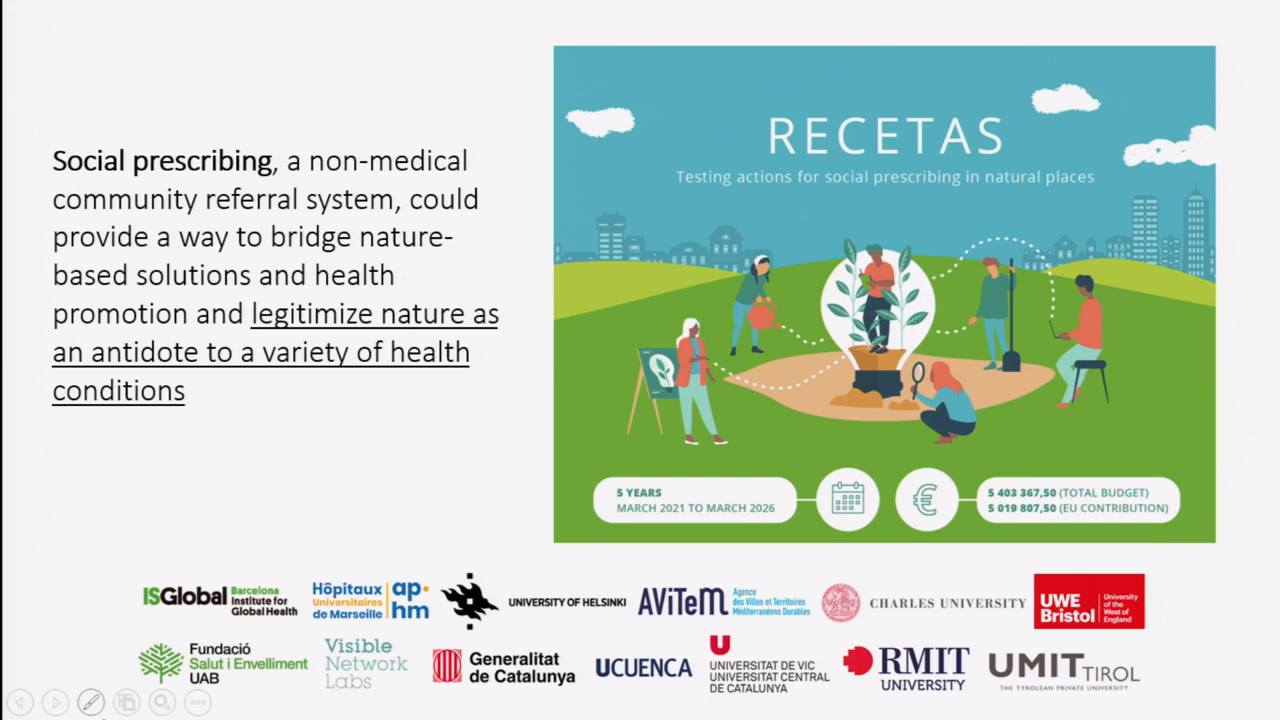 Social prescribing, a non-medical
community referral system, could
provide a way to bridge nature-
based solutions and health
promotion and legitimize nature as
an antidote to a variety of health
conditions
RECETAS
Testing actions for social prescribing in natural places
5 YEARS
MARCH 2021 TO MARCH 2026
5 403 367,50 (TOTAL BUDGET)
5 019 807,50 (EU CONTRIBUTION)
ISGlobal Barcelona
Institute for
Global Health
Hôpitaux
Universitaires
de Marseille
ap·
hm
UNIVERSITY OF HELSINKI
AViTeM Agence
des Villes et Territoires
Méditerranéens Durables
CHARLES UNIVERSITY
UWE
Bristol
University
of the
West of
England
Fundació
Salut i Envelliment
UAB
Visible
Network
Labs
Generalitat
de Catalunya
UCUENCA
U
UNIVERSITAT DE VIC
UNIVERSITAT CENTRAL
DE CATALUNYA
RMIT
UNIVERSITY
UMIT TIROL
THE TYROLEAN PRIVATE UNIVERSITY